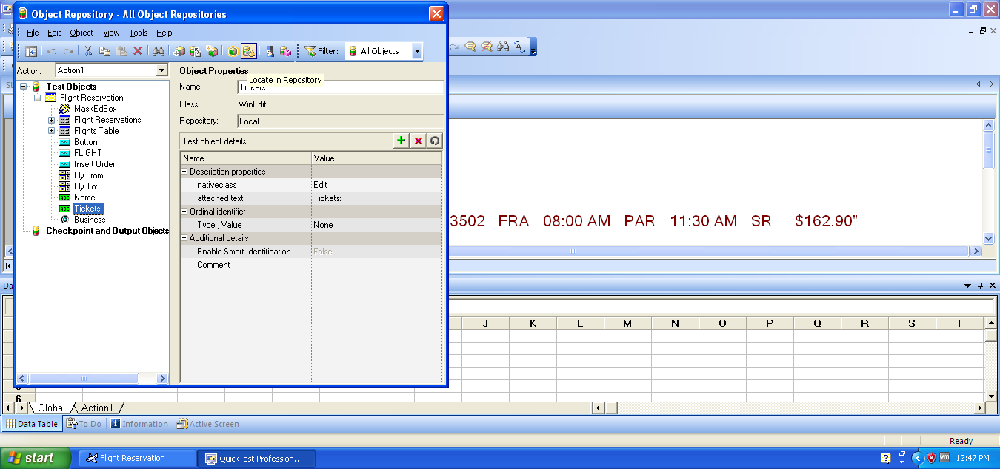 Object Repository - All Object Repositories
File Edit Object View Tools Help
Filter: All Objects
Action: Action1
Test Objects
Flight Reservation
MaskEdBox
Flight Reservations
Flights Table
Button
FLIGHT
Insert Order
Fly From:
Fly To:
Name:
Tickets:
Business
Checkpoint and Output Objects
Object Properties
Locate in Repository
Name: Tickets:
Class: WinEdit
Repository: Local
Test object details
Name Value
Description properties
nativeclass Edit
attached text Tickets:
Ordinal identifier
Type , Value None
Additional details
Enable Smart Identification False
Comment
3502 FRA 08:00 AM PAR 11:30 AM SR $162.90"
Da
J K L M N O P Q R S T
6
Global Action1
Data Table To Do Information Active Screen
Ready
start Flight Reservation QuickTest Profession... 12:47 PM